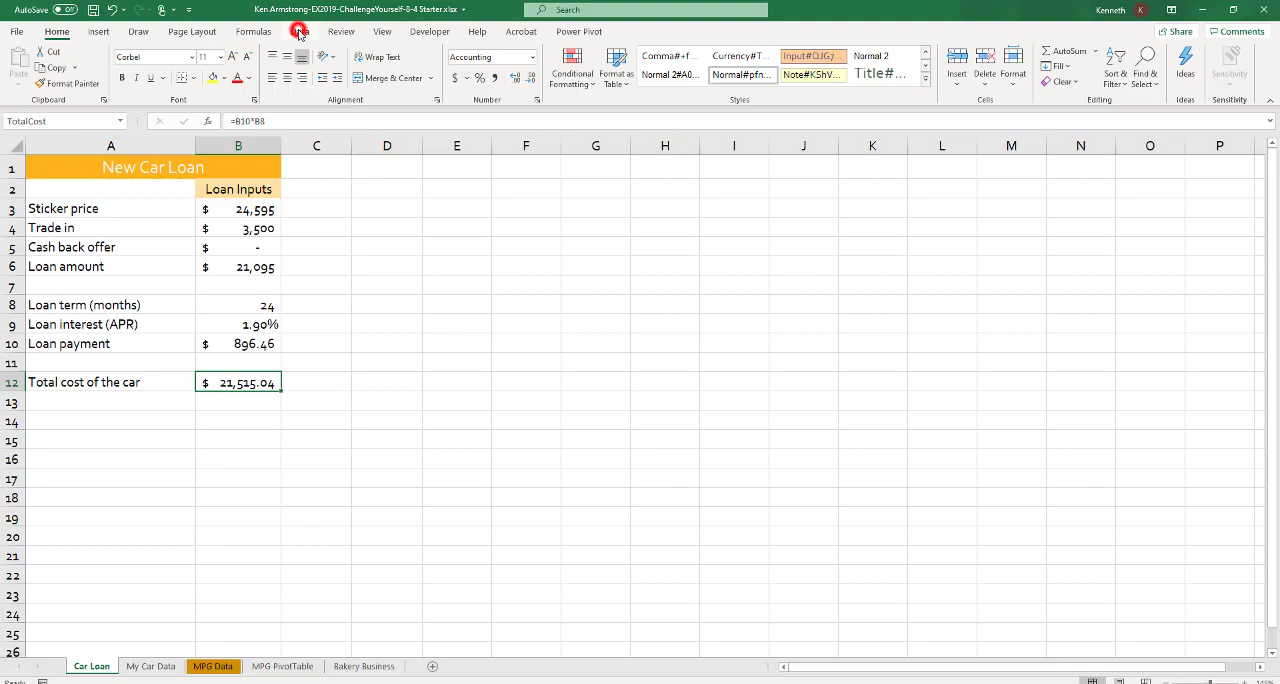 AutoSave Off Ken.Armstrong-EX2019-ChallengeYourself-8-4 Starter.xlsx Search Kenneth K
File Home Insert Draw Page Layout Formulas Review View Developer Help Acrobat Power Pivot Share Comments
Paste Cut Copy Format Painter Clipboard
Corbel 11 B I U A Font
Wrap Text Merge & Center Alignment
Accounting $ % Number
Conditional Formatting Format as Table
Comma#+f... Currency#T... Input#QJG7... Normal 2
Normal 2#A0... Normal#pfn... Note#K5hV... Title#...
Styles
Insert Delete Format Cells
AutoSum Fill Clear Sort & Filter Find & Select Editing
Ideas Ideas
Sensitivity Sensitivity
TotalCost fx =B10*B8
A B C D E F G H I J K L M N O P
1 New Car Loan
2 Loan Inputs
3 Sticker price $ 24,595
4 Trade in $ 3,500
5 Cash back offer $ -
6 Loan amount $ 21,095
7
8 Loan term (months) 24
9 Loan interest (APR) 1.90%
10 Loan payment $ 896.46
11
12 Total cost of the car $ 21,515.04
13
14
15
16
17
18
19
20
21
22
23
24
25
26
Car Loan My Car Data MPG Data MPG PivotTable Bakery Business
Ready 145%